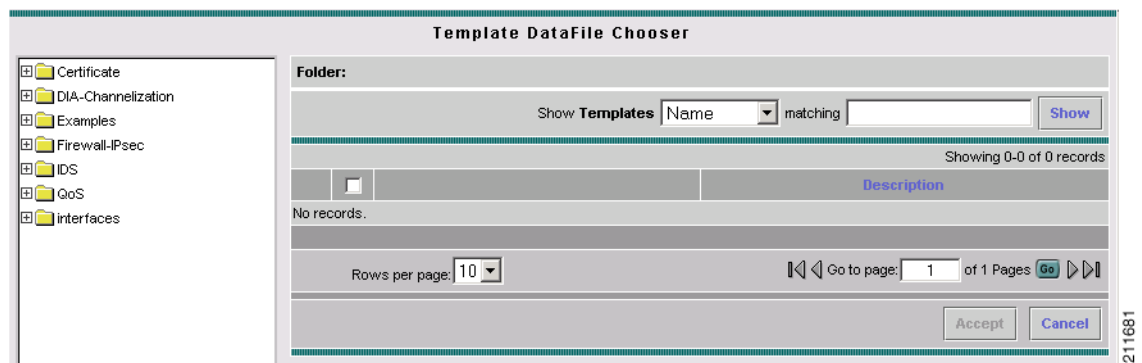 Template DataFile Chooser
Certificate
DIA-Channelization
Examples
Firewall-IPsec
IDS
QoS
interfaces
Folder:
Show Templates Name matching Show
Showing 0-0 of 0 records
Description
No records.
Rows per page: 10 Go to page: 1 of 1 Pages Go
Accept Cancel
211681